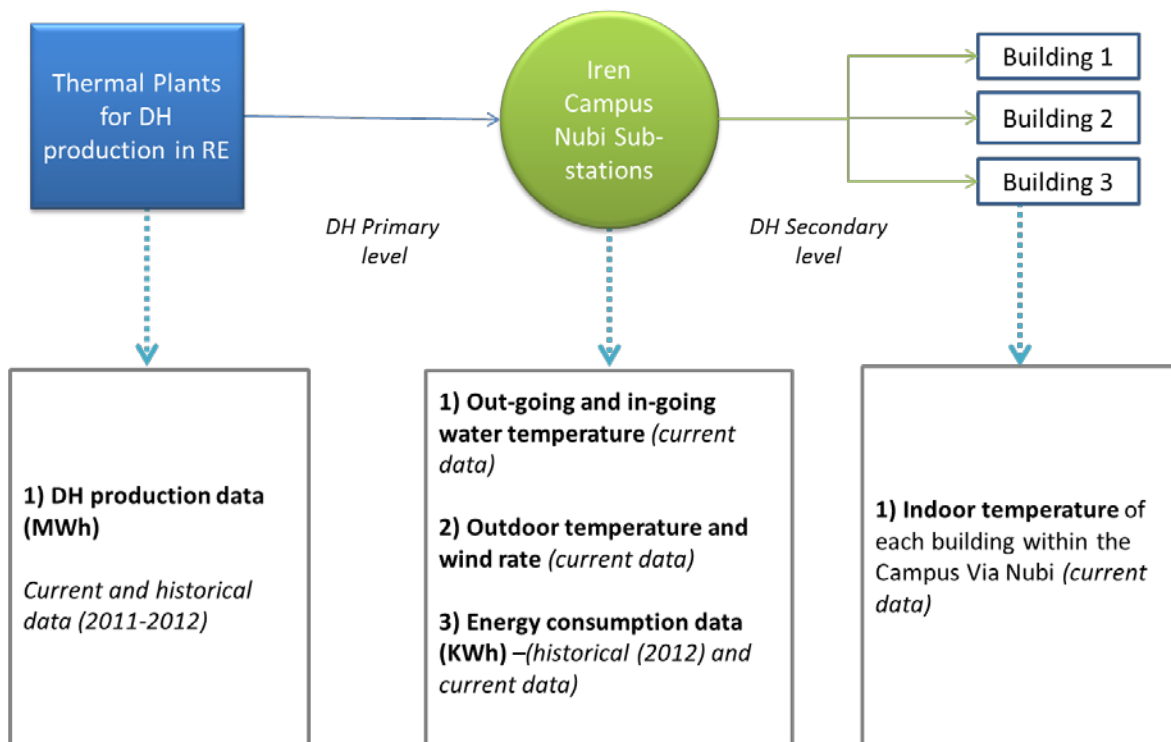 Thermal Plants
for DH
production in RE
Iren
Campus
Nubi Sub-
stations
Building 1
Building 2
Building 3
DH Primary
level
DH Secondary
level
1) DH production data
(MWh)
Current and historical
data (2011-2012)
1) Out-going and in-going
water temperature (current
data)
2) Outdoor temperature and
wind rate (current data)
3) Energy consumption data
(KWh) –(historical (2012) and
current data)
1) Indoor temperature of
each building within the
Campus Via Nubi (current
data)